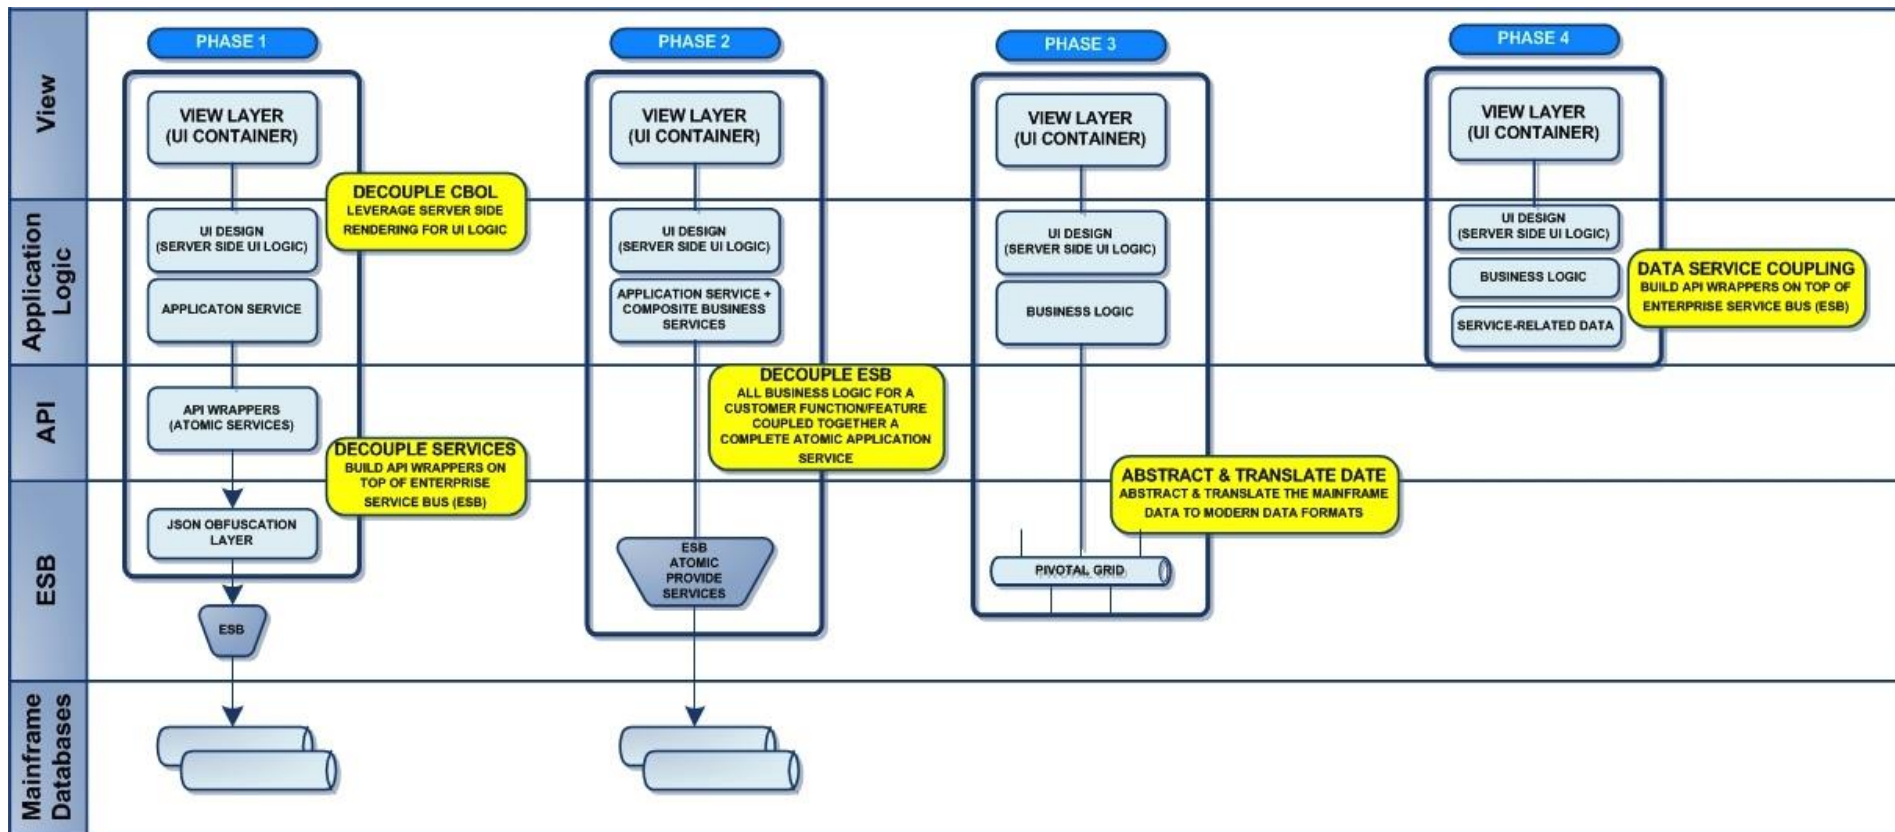 View
Application
Logic
API
ESB
Mainframe
Databases
PHASE 1
VIEW LAYER
(UI CONTAINER)
DECOUPLE CBOL
LEVERAGE SERVER SIDE
RENDERING FOR UI LOGIC
UI DESIGN
(SERVER SIDE UI LOGIC)
APPLICATON SERVICE
API WRAPPERS
(ATOMIC SERVICES)
DECOUPLE SERVICES
BUILD API WRAPPERS ON
TOP OF ENTERPRISE
SERVICE BUS (ESB)
JSON OBFUSCATION
LAYER
ESB
PHASE 2
VIEW LAYER
(UI CONTAINER)
UI DESIGN
(SERVER SIDE UI LOGIC)
APPLICATION SERVICE +
COMPOSITE BUSINESS
SERVICES
DECOUPLE ESB
ALL BUSINESS LOGIC FOR A
CUSTOMER FUNCTION/FEATURE
COUPLED TOGETHER A
COMPLETE ATOMIC APPLICATION
SERVICE
ESB
ATOMIC
PROVIDE
SERVICES
PHASE 3
VIEW LAYER
(UI CONTAINER)
UI DESIGN
(SERVER SIDE UI LOGIC)
BUSINESS LOGIC
ABSTRACT & TRANSLATE DATE
ABSTRACT & TRANSLATE THE MAINFRAME
DATA TO MODERN DATA FORMATS
PIVOTAL GRID
PHASE 4
VIEW LAYER
(UI CONTAINER)
UI DESIGN
(SERVER SIDE UI LOGIC)
BUSINESS LOGIC
SERVICE-RELATED DATA
DATA SERVICE COUPLING
BUILD API WRAPPERS ON TOP OF
ENTERPRISE SERVICE BUS (ESB)